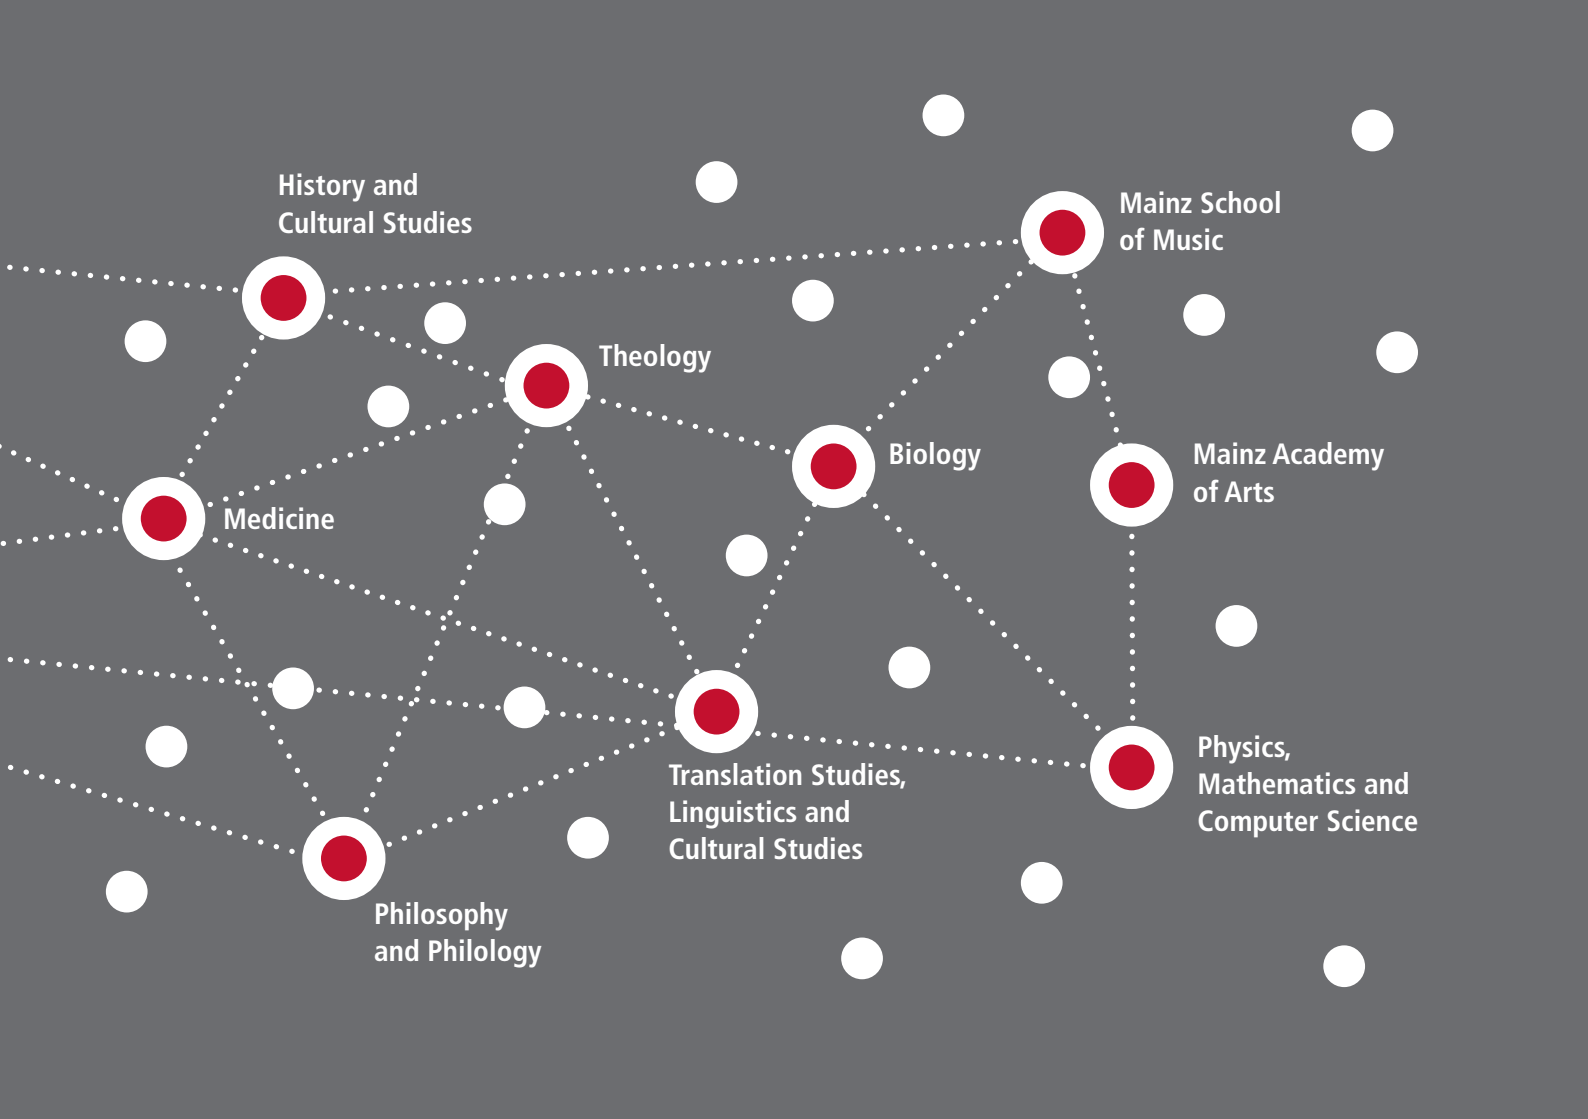 History and
Cultural Studies
Mainz School
of Music
Theology
Biology
Mainz Academy
of Arts
Medicine
Physics,
Mathematics and
Computer Science
Translation Studies,
Linguistics and
Cultural Studies
Philosophy
and Philology